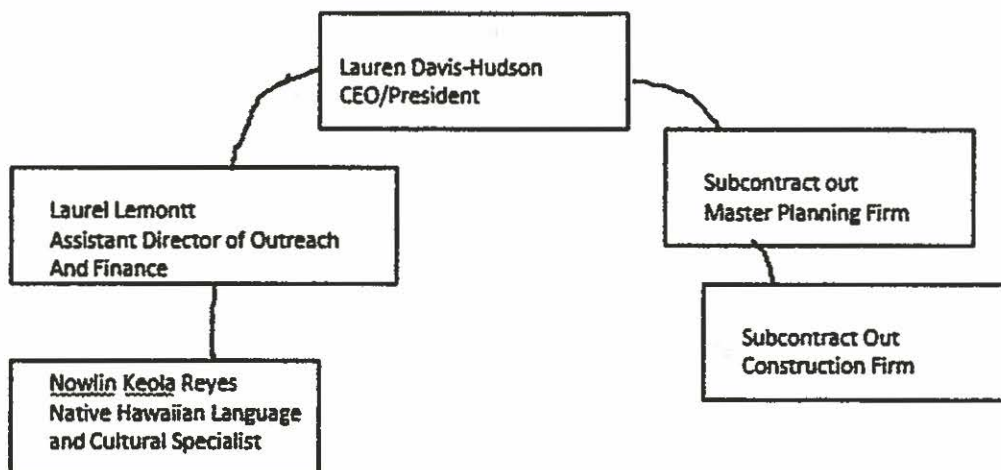 Lauren Davis-Hudson
CEO/President
Laurel Lemontt
Assistant Director of Outreach
And Finance
Subcontract out
Master Planning Firm
Subcontract Out
Construction Firm
Nowlin Keola Reyes
Native Hawaiian Language
and Cultural Specialist